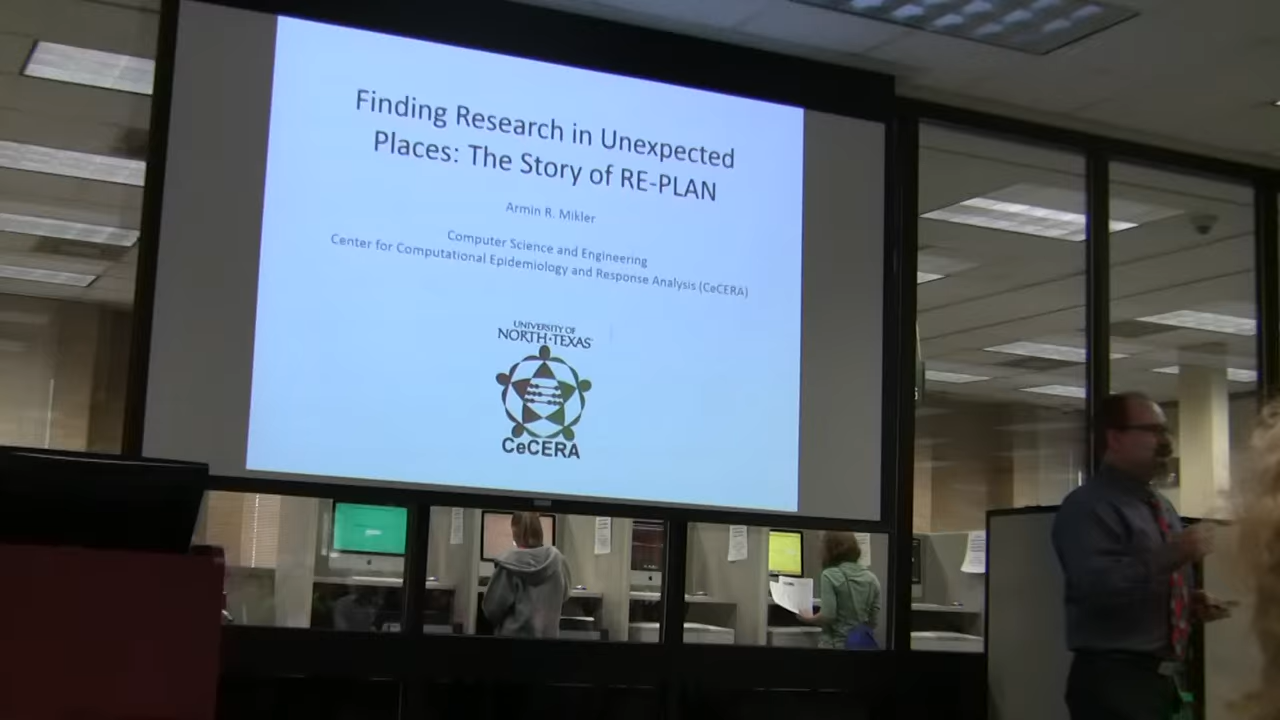 Finding Research in Unexpected
Places: The Story of RE-PLAN
Armin R. Mikler
Computer Science and Engineering
Center for Computational Epidemiology and Response Analysis (CeCERA)
UNIVERSITY OF
NORTH·TEXAS
CeCERA